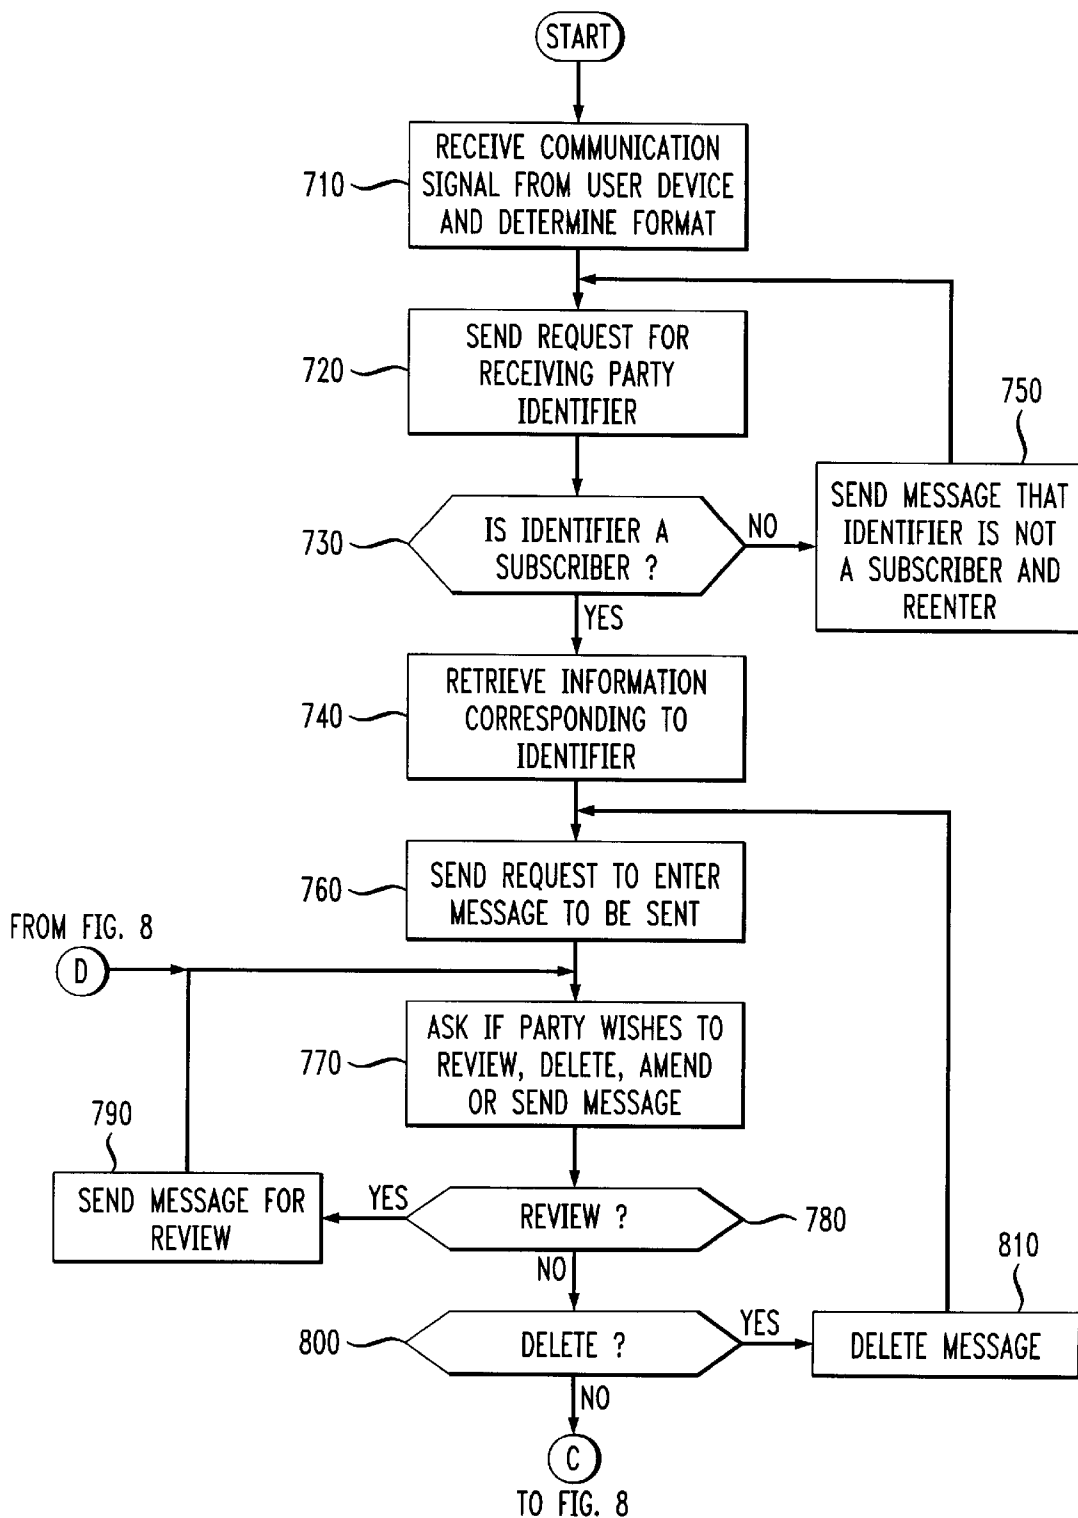 START
RECEIVE COMMUNICATION
SIGNAL FROM USER DEVICE
AND DETERMINE FORMAT
710
SEND REQUEST FOR
RECEIVING PARTY
IDENTIFIER
720
750
SEND MESSAGE THAT
IDENTIFIER IS NOT
A SUBSCRIBER AND
REENTER
IS IDENTIFIER A
SUBSCRIBER ?
730
NO
YES
RETRIEVE INFORMATION
CORRESPONDING TO
IDENTIFIER
740
SEND REQUEST TO ENTER
MESSAGE TO BE SENT
760
FROM FIG. 8
D
ASK IF PARTY WISHES TO
REVIEW, DELETE, AMEND
OR SEND MESSAGE
770
790
SEND MESSAGE FOR
REVIEW
YES
REVIEW ?
780
NO
810
800
DELETE ?
YES
DELETE MESSAGE
NO
C
TO FIG. 8